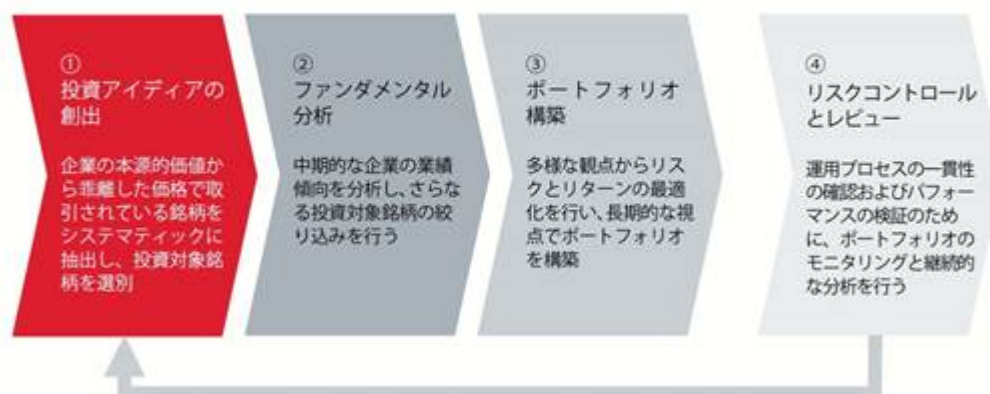 ①
投資アイディアの
創出
企業の本源的価値か
ら乖離した価格で取
引されている銘柄を
システマティックに
抽出し、投資対象銘
柄を選別
②
ファンダメンタル
分析
中期的な企業の業績
傾向を分析し、さらな
る投資対象銘柄の絞
り込みを行う
③
ポートフォリオ
構築
多様な観点からリス
クとリターンの最適
化を行い、長期的な視
点でポートフォリオ
を構築
④
リスクコントロール
とレビュー
運用プロセスの一貫性
の確認およびパフォー
マンスの検証のため
に、ポートフォリオの
モニタリングと継続的
な分析を行う